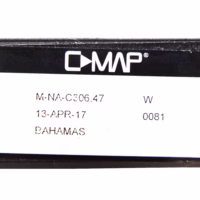 C-MAP®
M-NA-C306.47 W
13-APR-17 0081
BAHAMAS